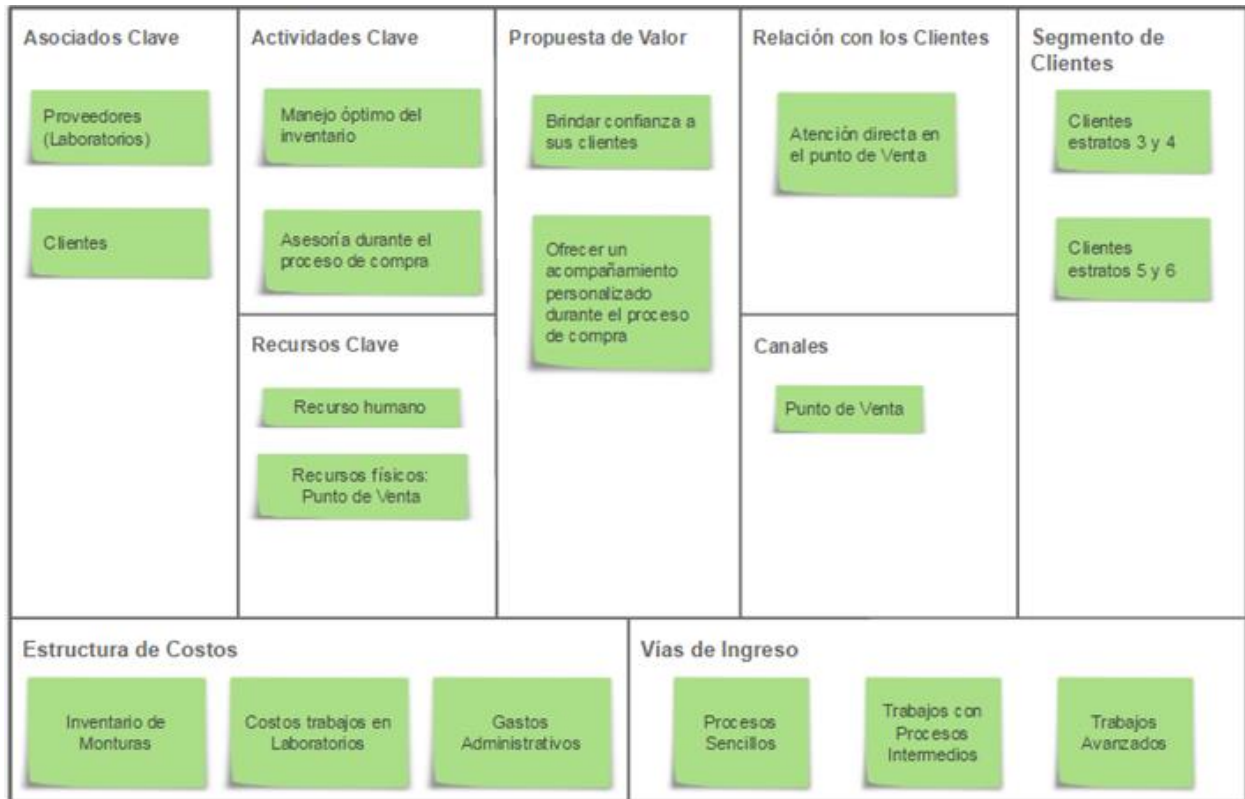 Asociados Clave
Proveedores
(Laboratorios)
Clientes
Actividades Clave
Manejo óptimo del
inventario
Asesoría durante el
proceso de compra
Recursos Clave
Recurso humano
Recursos físicos:
Punto de Venta
Propuesta de Valor
Brindar confianza a
sus clientes
Ofrecer un
acompañamiento
personalizado
durante el proceso
de compra
Relación con los Clientes
Atención directa en
el punto de Venta
Canales
Punto de Venta
Segmento de
Clientes
Clientes
estratos 3 y 4
Clientes
estratos 5 y 6
Estructura de Costos
Inventario de
Monturas
Costos trabajos en
Laboratorios
Gastos
Administrativos
Vías de Ingreso
Procesos
Sencillos
Trabajos con
Procesos
Intermedios
Trabajos
Avanzados